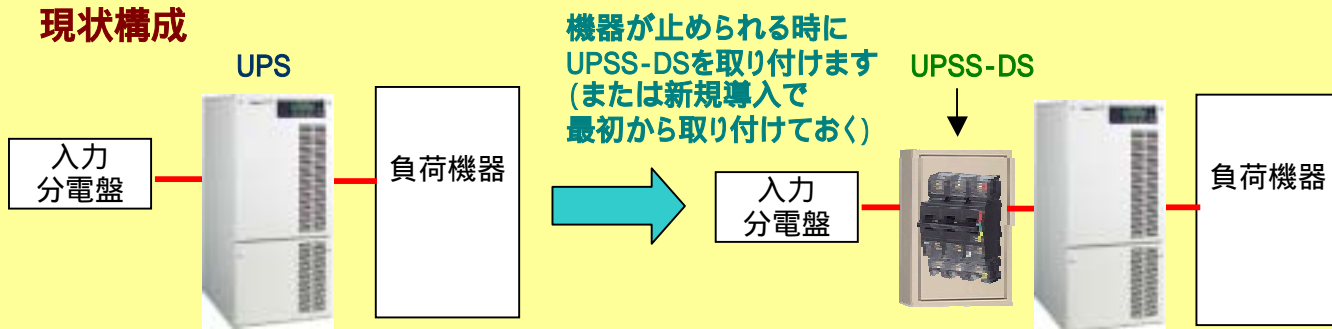 現状構成
UPS
入力
分電盤
負荷機器
機器が止められる時に
UPSS-DSを取り付けます
(または新規導入で
最初から取り付けておく)
UPSS-DS
入力
分電盤
負荷機器